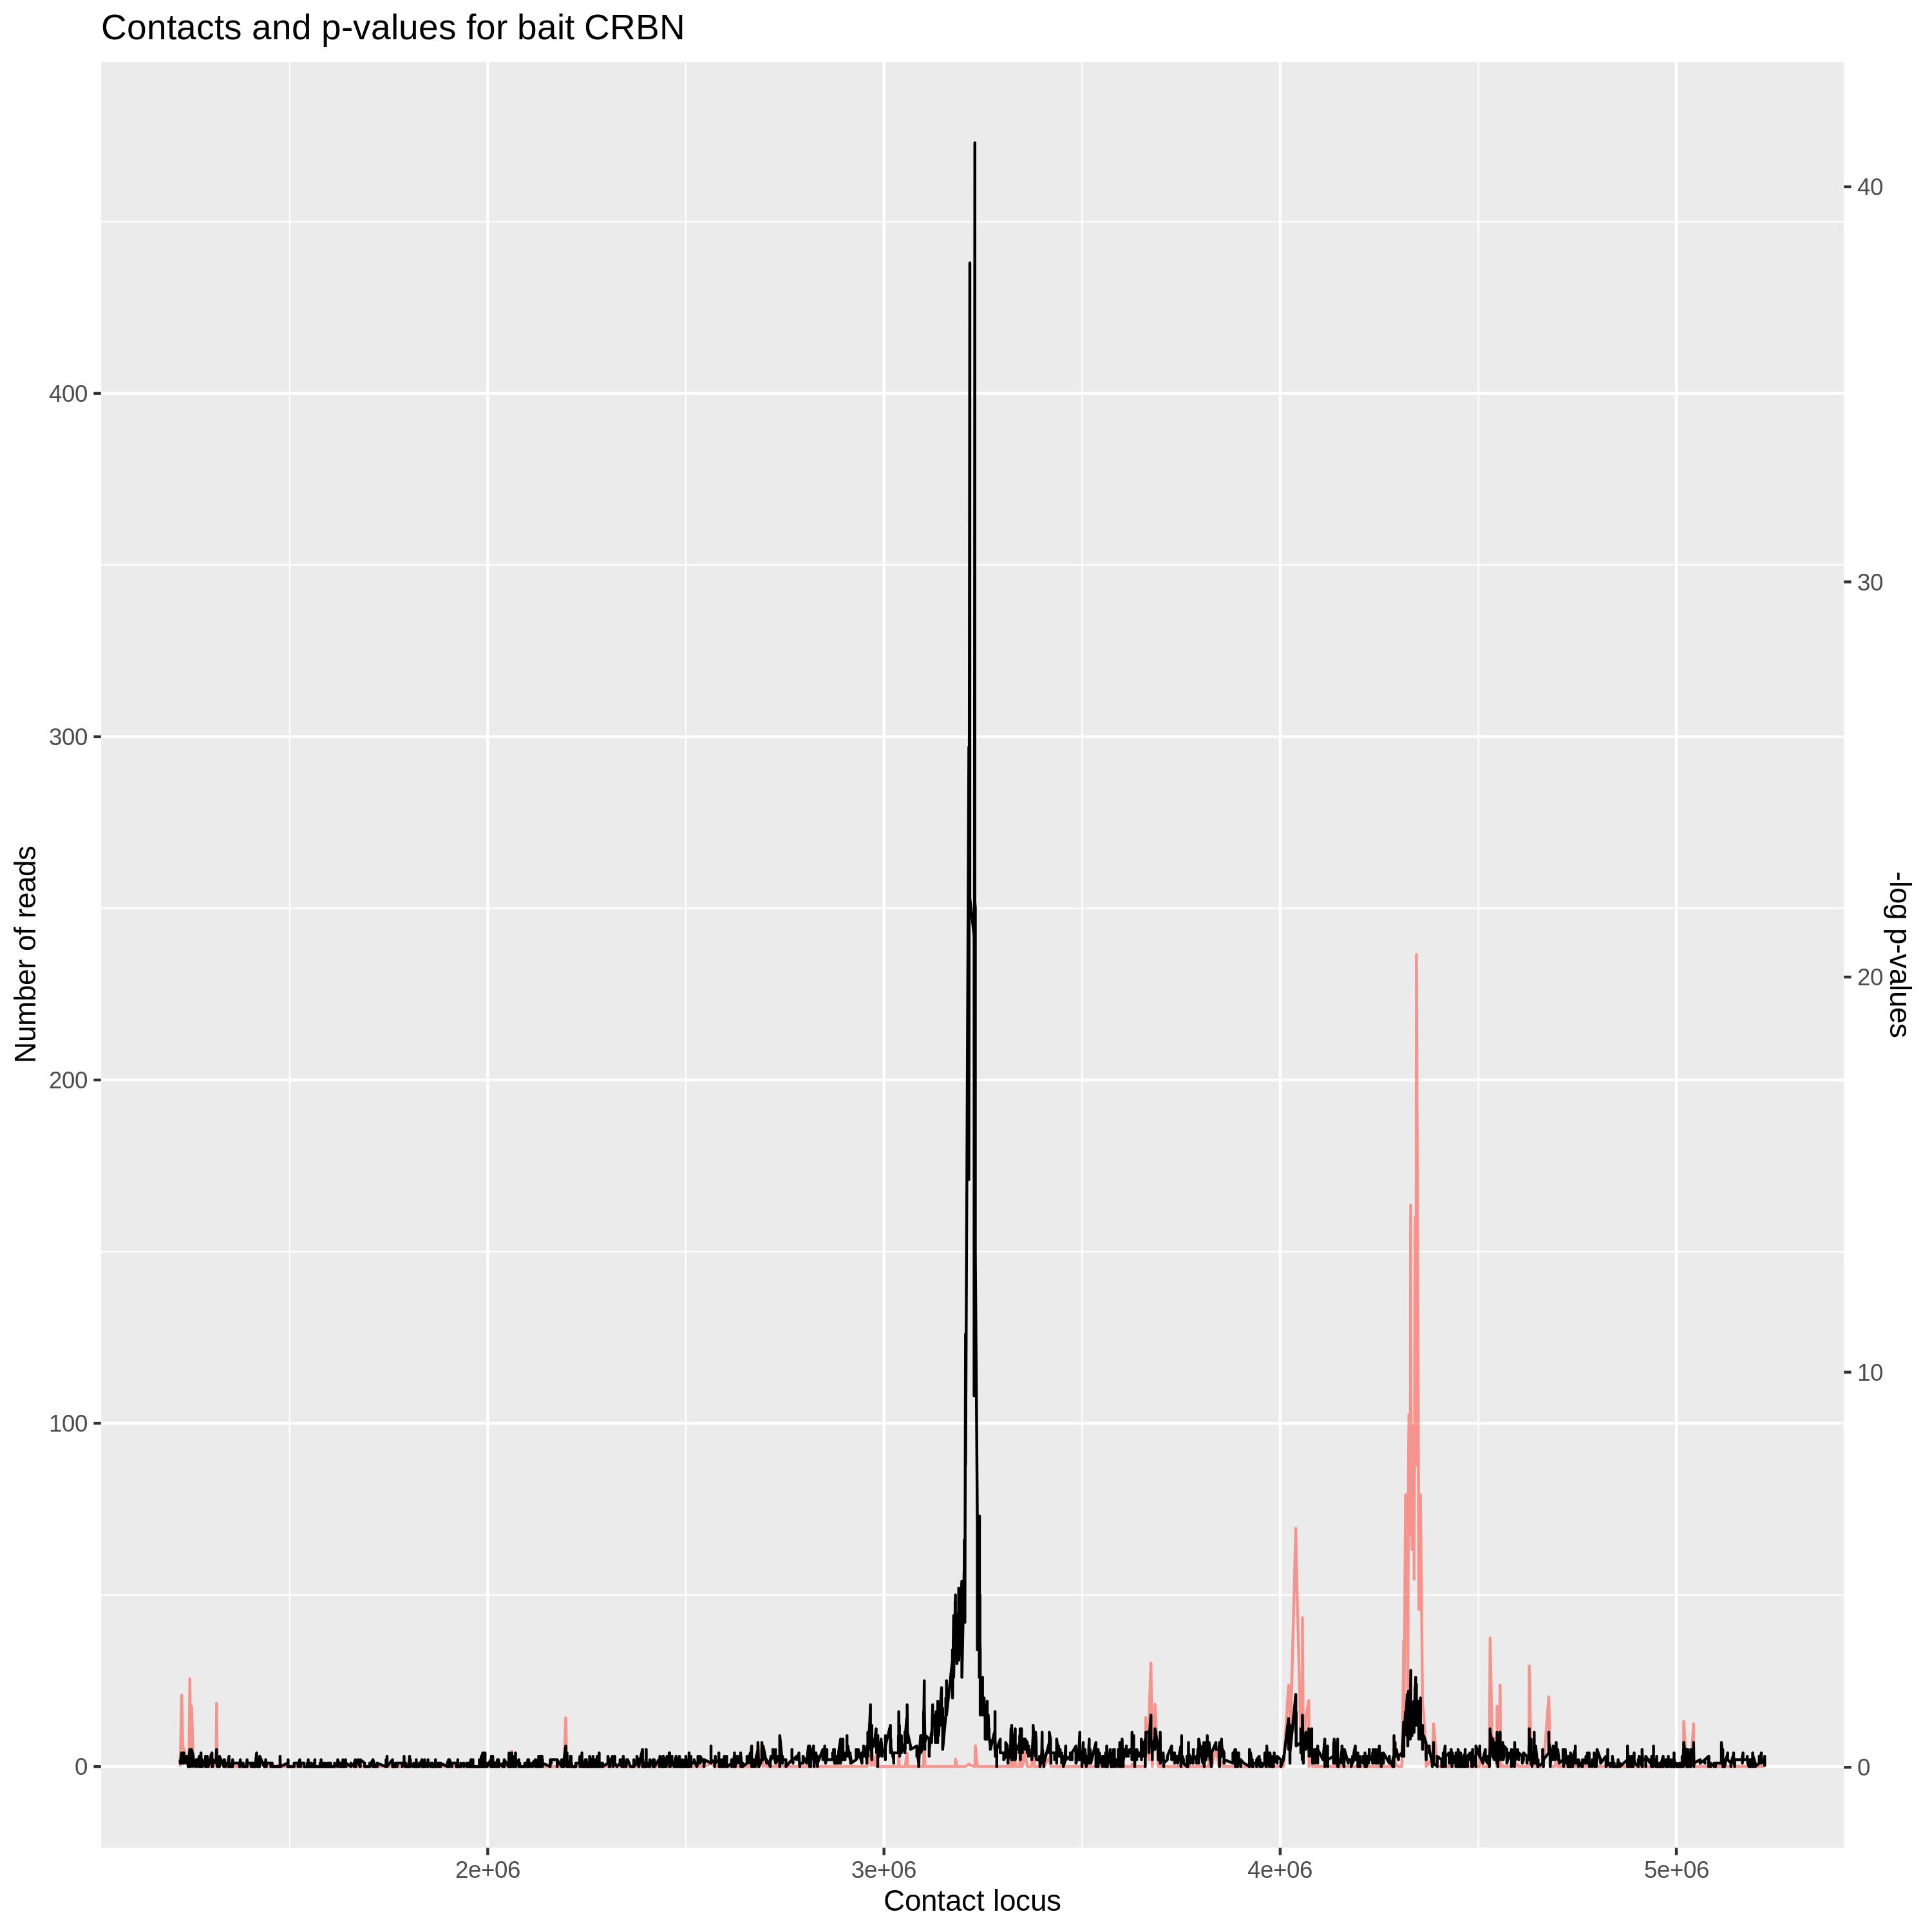 Contacts and p-values for bait CRBN
Number of reads
400
300
200
100
0
40
30
20
10
0
-log p-values
2e+06 3e+06 4e+06 5e+06
Contact locus